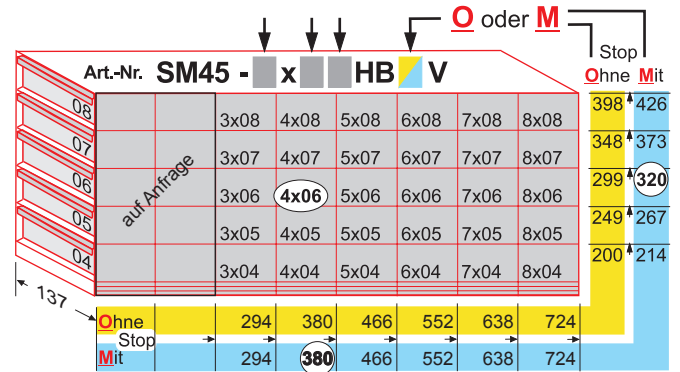 O oder M
Stop
Art.-Nr. SM45 - x HB V
Ohne Mit
08 3x08 4x08 5x08 6x08 7x08 8x08 398 426
07 3x07 4x07 5x07 6x07 7x07 8x07 348 373
auf Anfrage
06 3x06 4x06 5x06 6x06 7x06 8x06 299 320
05 3x05 4x05 5x05 6x05 7x05 8x05 249 267
04 3x04 4x04 5x04 6x04 7x04 8x04 200 214
137
Ohne 294 380 466 552 638 724
Stop
Mit 294 380 466 552 638 724